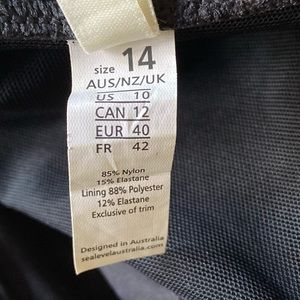 size 14
AUS/NZ/UK
US 10
CAN 12
EUR 40
FR 42
85% Nylon
15% Elastane
Lining 88% Polyester
12% Elastane
Exclusive of trim
Designed in Australia
sealevelaustralia.com